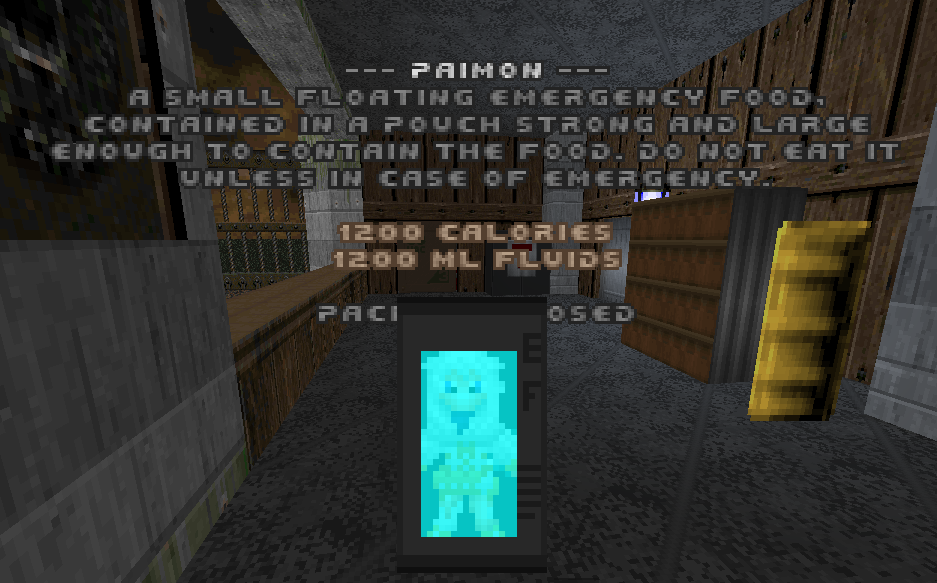 --- PAIMON ---
A SMALL FLOATING EMERGENCY FOOD,
CONTAINED IN A POUCH STRONG AND LARGE
ENOUGH TO CONTAIN THE FOOD. DO NOT EAT IT
UNLESS IN CASE OF EMERGENCY.
1200 CALORIES
1200 ML FLUIDS